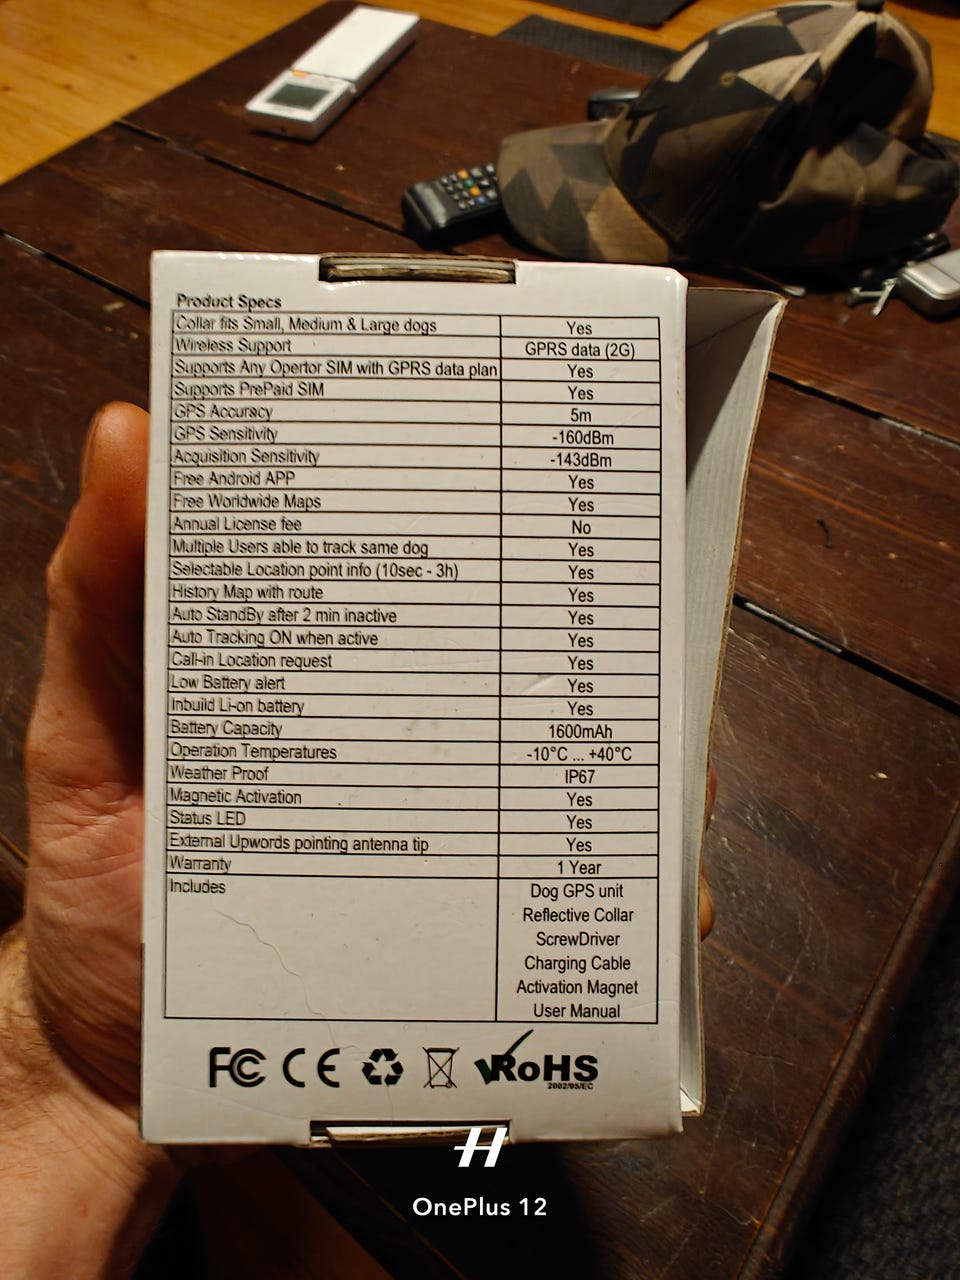 Product Specs
Collar fits Small, Medium & Large dogs Yes
Wireless Support GPRS data (2G)
Supports Any Opertor SIM with GPRS data plan Yes
Supports PrePaid SIM Yes
GPS Accuracy 5m
GPS Sensitivity -160dBm
Acquisition Sensitivity -143dBm
Free Android APP Yes
Free Worldwide Maps Yes
Annual License fee No
Multiple Users able to track same dog Yes
Selectable Location point info (10sec - 3h) Yes
History Map with route Yes
Auto StandBy after 2 min inactive Yes
Auto Tracking ON when active Yes
Call-in Location request Yes
Low Battery alert Yes
Inbuild Li-on battery Yes
Battery Capacity 1600mAh
Operation Temperatures -10°C ... +40°C
Weather Proof IP67
Magnetic Activation Yes
Status LED Yes
External Upwords pointing antenna tip Yes
Warranty 1 Year
Includes Dog GPS unit
Reflective Collar
ScrewDriver
Charging Cable
Activation Magnet
User Manual
FC CE RoHS
2002/95/EC
H
OnePlus 12